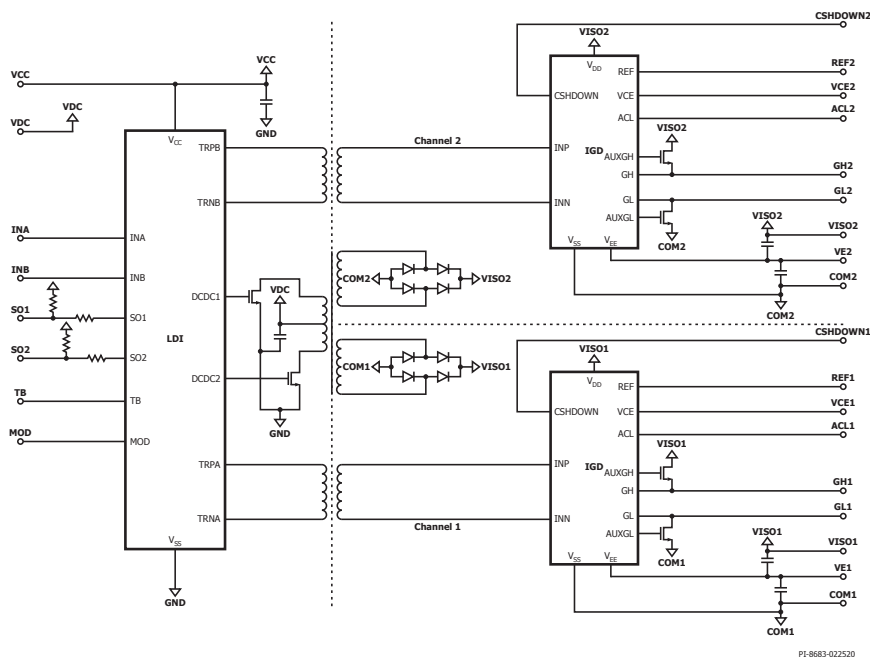 CSHDOWN2
VISO2
VCC
VCC
VDC
VDC
GND
VDD
REF
REF2
CSHDOWN
VCE
VCE2
ACL
ACL2
VCC
TRPB
Channel 2
INP
IGD
VISO2
AUXGH
GH
GH2
TRNB
INN
GL
GL2
AUXGL
VISO2
VISO2
COM2
VSS
VEE
VE2
COM2
COM2
INA
INA
INB
INB
COM2
VISO2
DCDC1
VDC
SO1
SO1
LDI
SO2
SO2
COM1
VISO1
DCDC2
TB
TB
GND
MOD
MOD
CSHDOWN1
VISO1
VDD
REF
REF1
CSHDOWN
VCE
VCE1
ACL
ACL1
TRPA
INP
IGD
VISO1
AUXGH
GH
GH1
TRNA
Channel 1
INN
GL
GL1
AUXGL
VISO1
VISO1
COM1
VSS
VSS
VEE
VE1
GND
COM1
COM1
PI-8683-022520